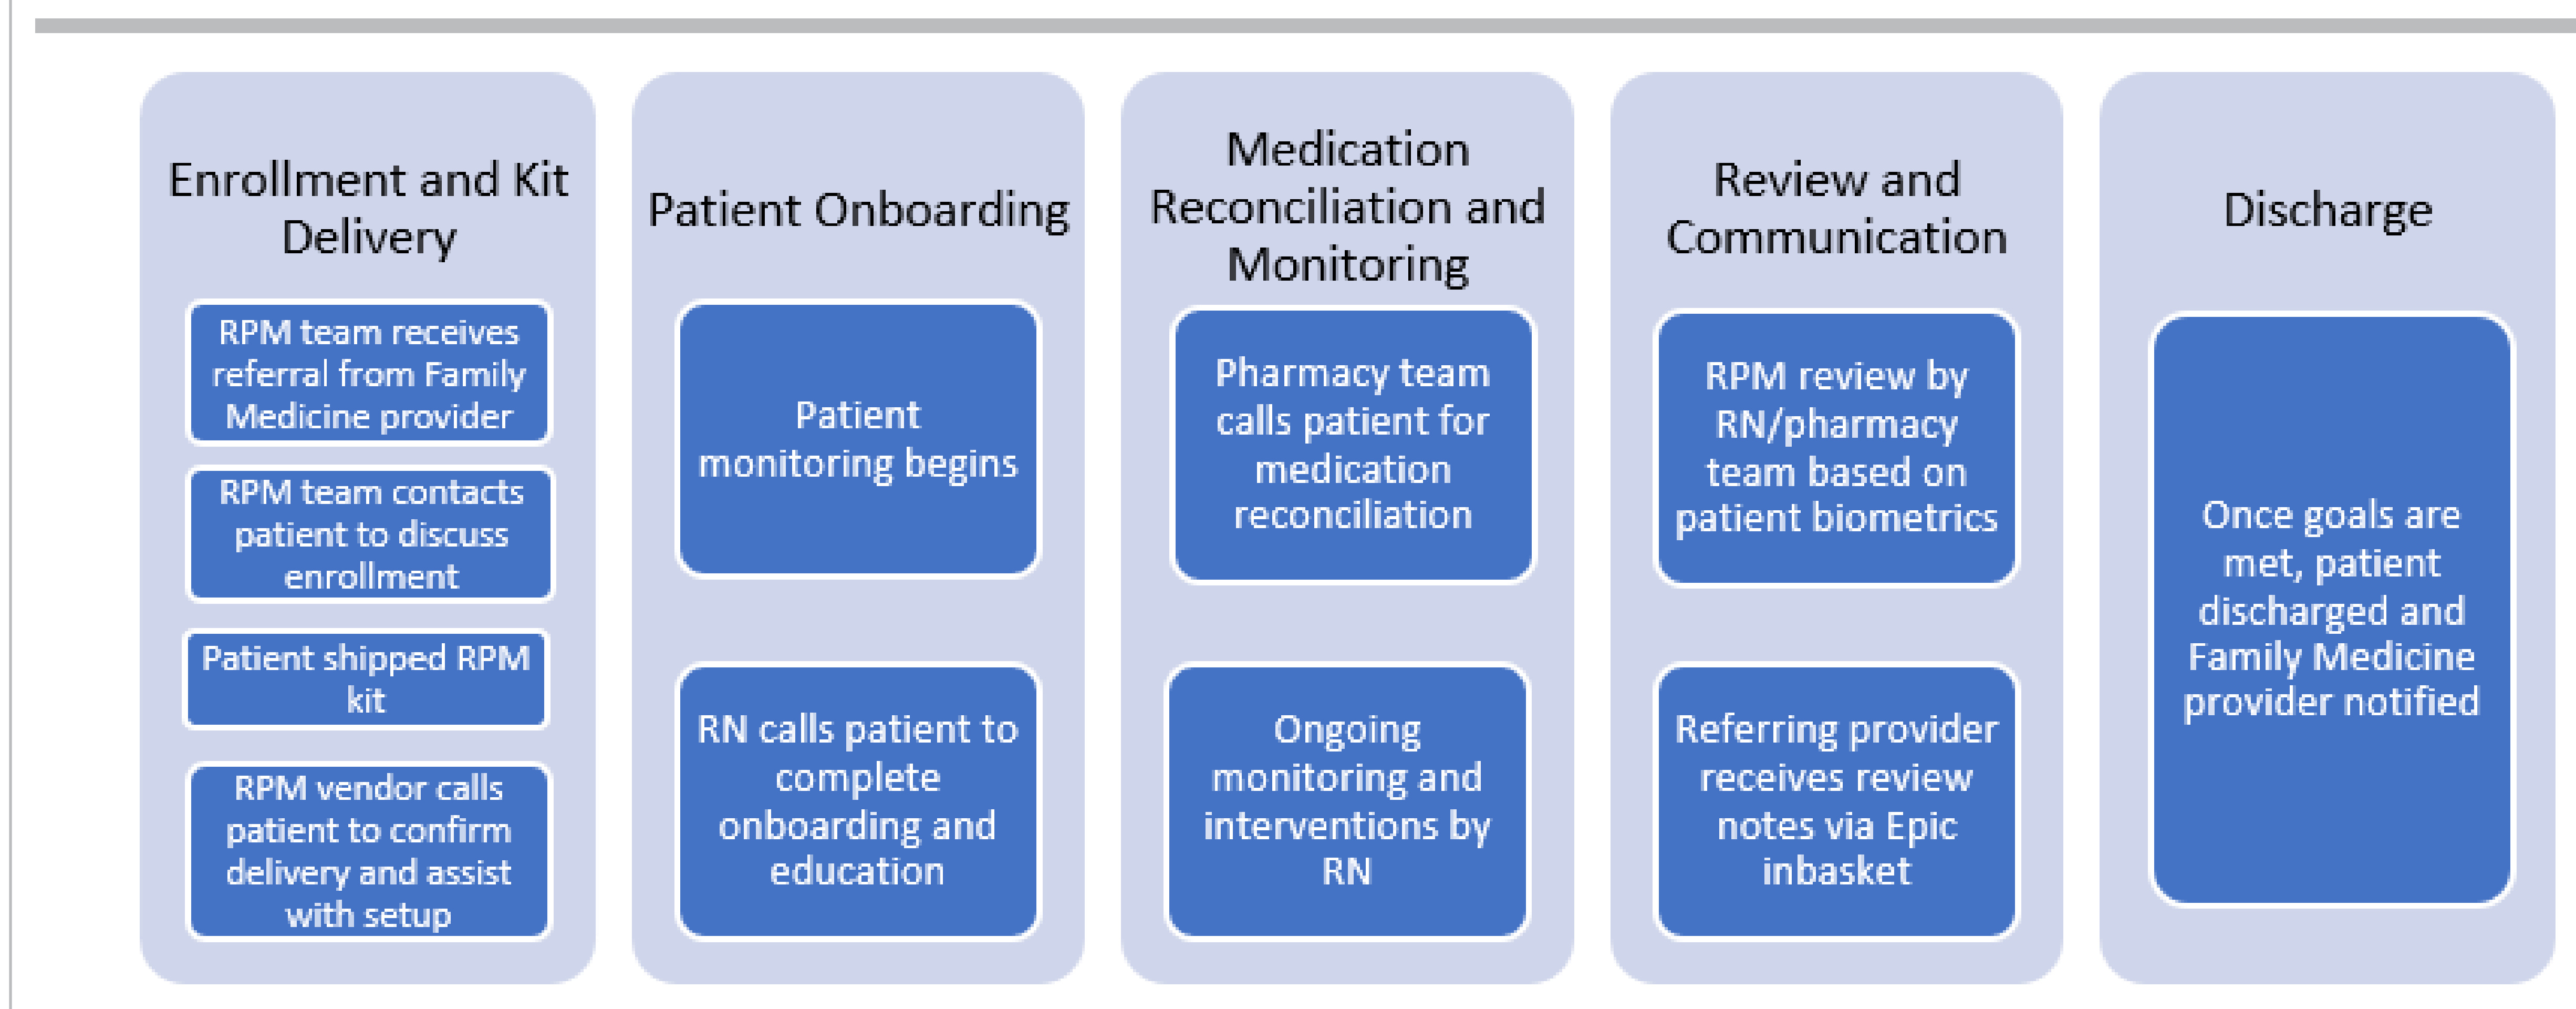 Enrollment and Kit
Delivery
RPM team receives
referral from Family
Medicine provider
RPM team contacts
patient to discuss
enrollment
Patient shipped RPM
kit
RPM vendor calls
patient to confirm
delivery and assist
with setup
Patient Onboarding
Patient
monitoring begins
RN calls patient to
complete
onboarding and
education
Medication
Reconciliation and
Monitoring
Pharmacy team
calls patient for
medication
reconciliation
Ongoing
monitoring and
interventions by
RN
Review and
Communication
RPM review by
RN/pharmacy
team based on
patient biometrics
Referring provider
receives review
notes via Epic
inbasket
Discharge
Once goals are
met, patient
discharged and
Family Medicine
provider notified